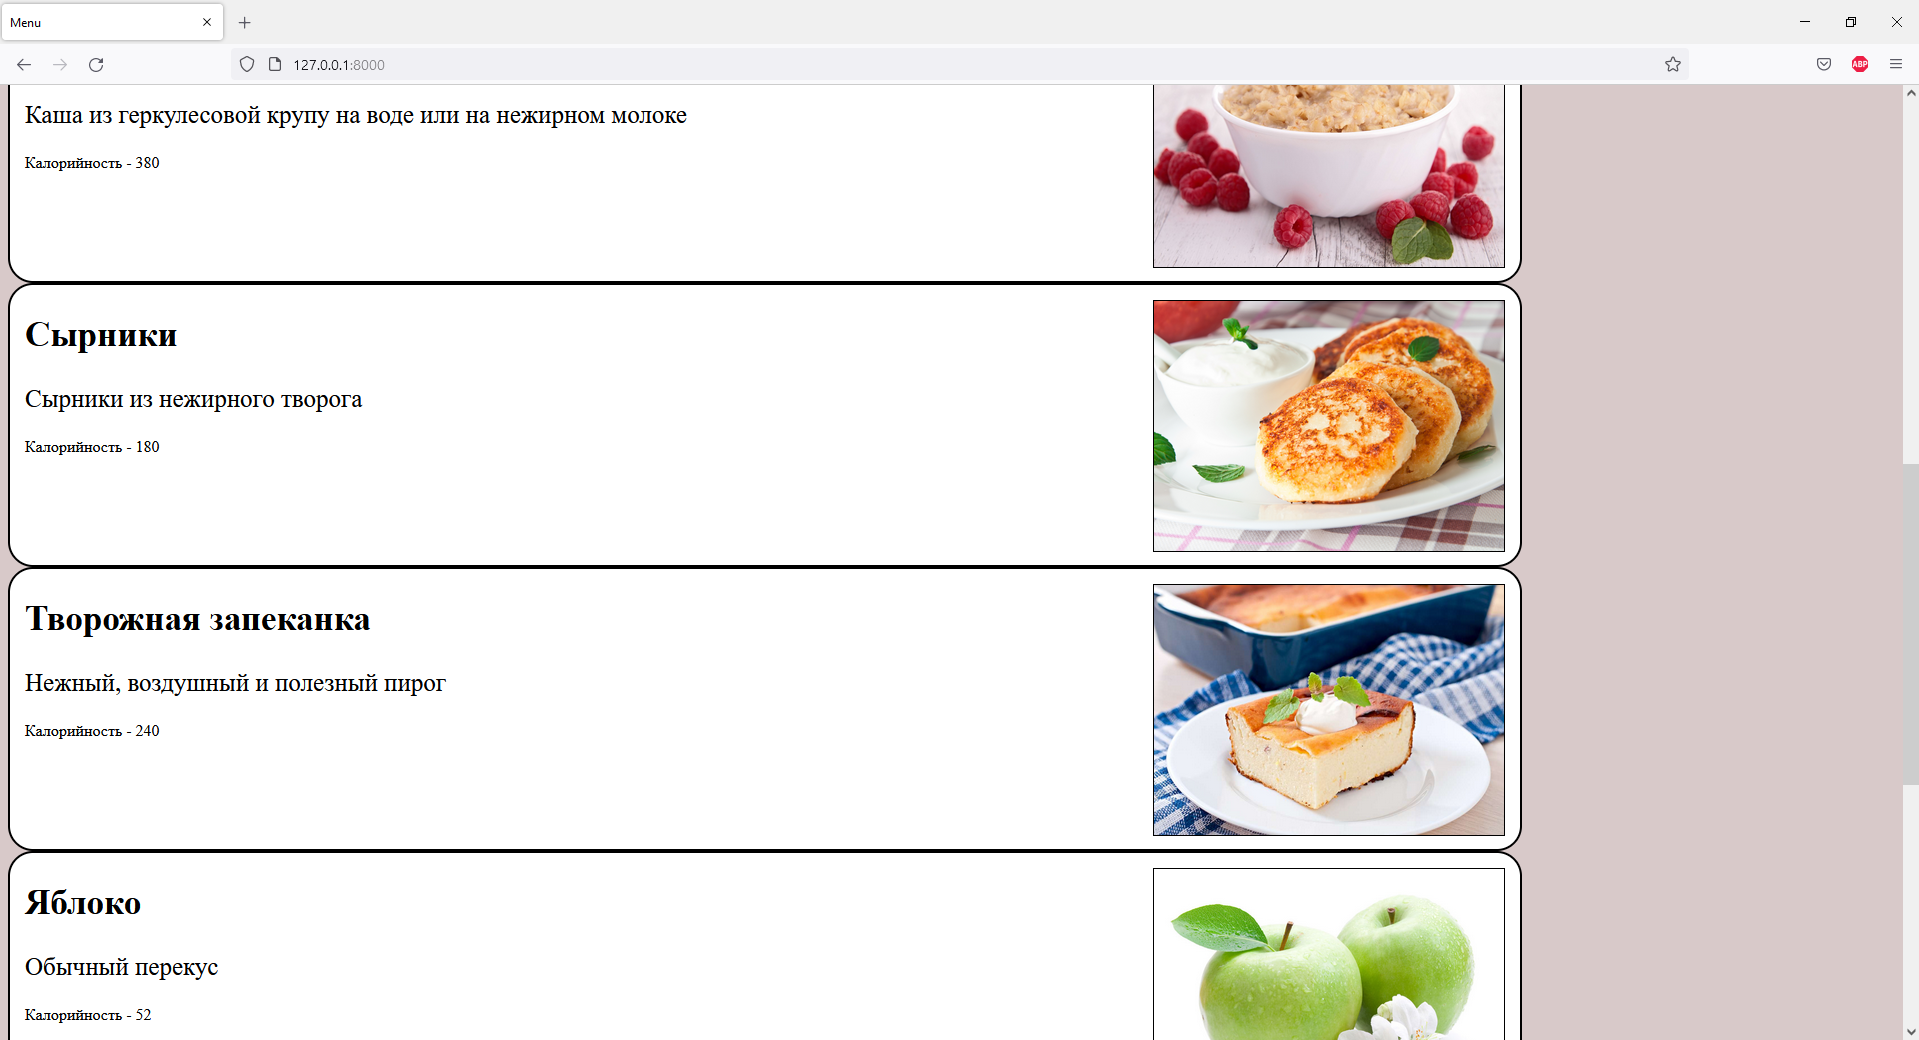 Menu
127.0.0.1:8000
ABP
Каша из геркулесовой крупу на воде или на нежирном молоке
Калорийность - 380
Сырники
Сырники из нежирного творога
Калорийность - 180
Творожная запеканка
Нежный, воздушный и полезный пирог
Калорийность - 240
Яблоко
Обычный перекус
Калорийность - 52